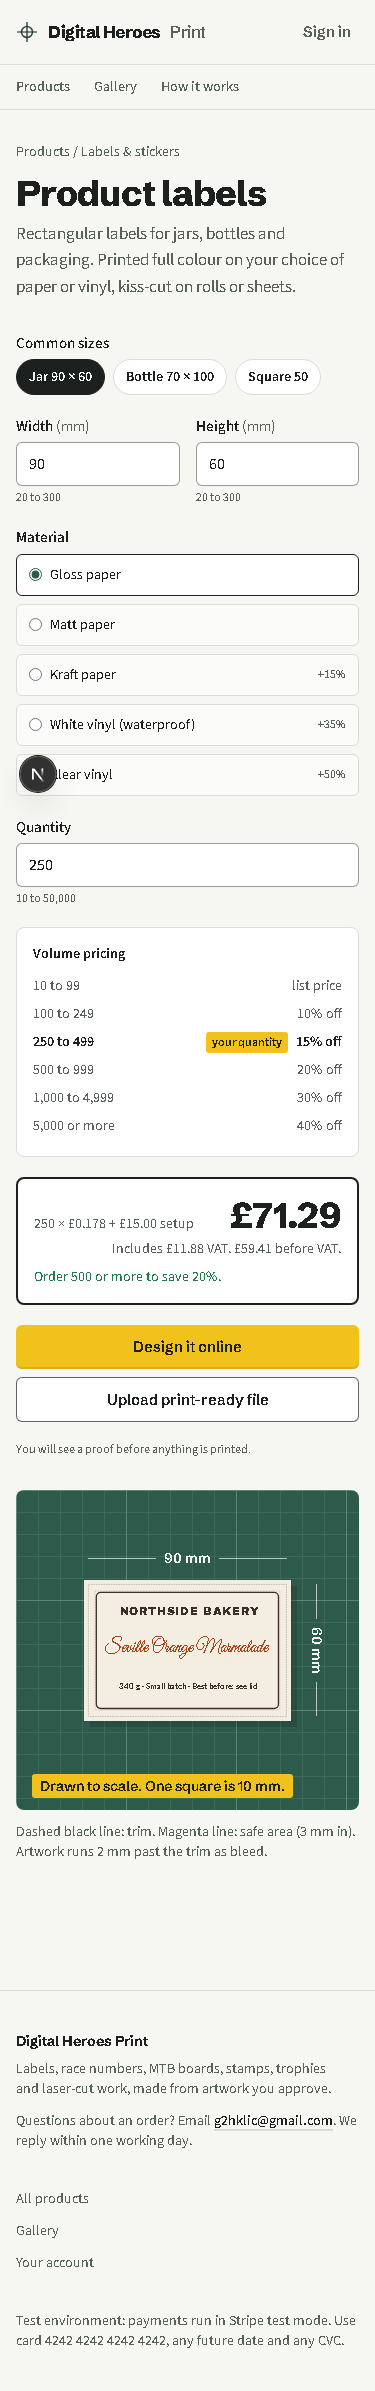 Digital Heroes Print
Sign in
Products
Gallery
How it works
Products / Labels & stickers
Product labels
Rectangular labels for jars, bottles and
packaging. Printed full colour on your choice of
paper or vinyl, kiss-cut on rolls or sheets.
Common sizes
Jar 90 × 60
Bottle 70 × 100
Square 50
Width (mm)
Height (mm)
90
60
20 to 300
20 to 300
Material
Gloss paper
Matt paper
Kraft paper +15%
White vinyl (waterproof) +35%
N
lear vinyl +50%
Quantity
250
10 to 50,000
Volume pricing
10 to 99 list price
100 to 249 10% off
250 to 499 your quantity 15% off
500 to 999 20% off
1,000 to 4,999 30% off
5,000 or more 40% off
250 × £0.178 + £15.00 setup £71.29
Includes £11.88 VAT. £59.41 before VAT.
Order 500 or more to save 20%.
Design it online
Upload print-ready file
You will see a proof before anything is printed.
90 mm
NORTHSIDE BAKERY
Seville Orange Marmalade
340 g · Small batch · Best before: see lid
60 mm
Drawn to scale. One square is 10 mm.
Dashed black line: trim. Magenta line: safe area (3 mm in).
Artwork runs 2 mm past the trim as bleed.
Digital Heroes Print
Labels, race numbers, MTB boards, stamps, trophies
and laser-cut work, made from artwork you approve.
Questions about an order? Email g2hklic@gmail.com. We
reply within one working day.
All products
Gallery
Your account
Test environment: payments run in Stripe test mode. Use
card 4242 4242 4242 4242, any future date and any CVC.